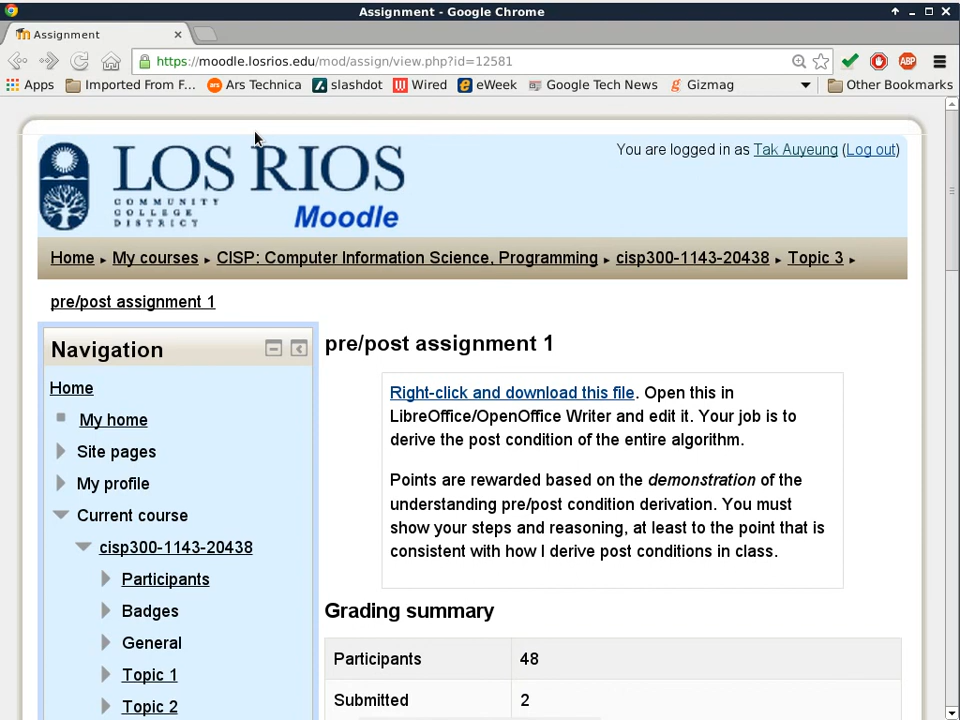 Assignment - Google Chrome
Assignment
https://moodle.losrios.edu/mod/assign/view.php?id=12581
Apps Imported From F... Ars Technica slashdot Wired eWeek Google Tech News Gizmag Other Bookmarks
ABP
LOS RIOS
COMMUNITY
COLLEGE
DISTRICT
Moodle
You are logged in as Tak Auyeung (Log out)
Home ▸ My courses ▸ CISP: Computer Information Science, Programming ▸ cisp300-1143-20438 ▸ Topic 3 ▸
pre/post assignment 1
Navigation
Home
My home
Site pages
My profile
Current course
cisp300-1143-20438
Participants
Badges
General
Topic 1
Topic 2
pre/post assignment 1
Right-click and download this file. Open this in
LibreOffice/OpenOffice Writer and edit it. Your job is to
derive the post condition of the entire algorithm.
Points are rewarded based on the demonstration of the
understanding pre/post condition derivation. You must
show your steps and reasoning, at least to the point that is
consistent with how I derive post conditions in class.
Grading summary
Participants 48
Submitted 2